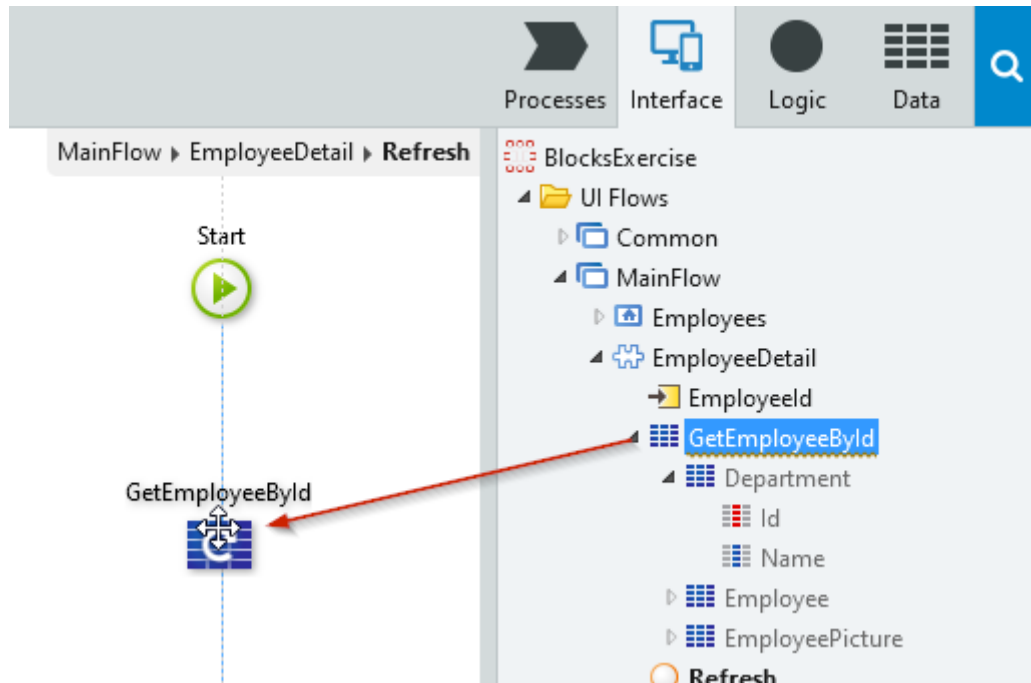 Processes Interface Logic Data
MainFlow EmployeeDetail Refresh
Start
GetEmployeeById
BlocksExercise
UI Flows
Common
MainFlow
Employees
EmployeeDetail
EmployeeId
GetEmployeeById
Department
Id
Name
Employee
EmployeePicture
Refresh